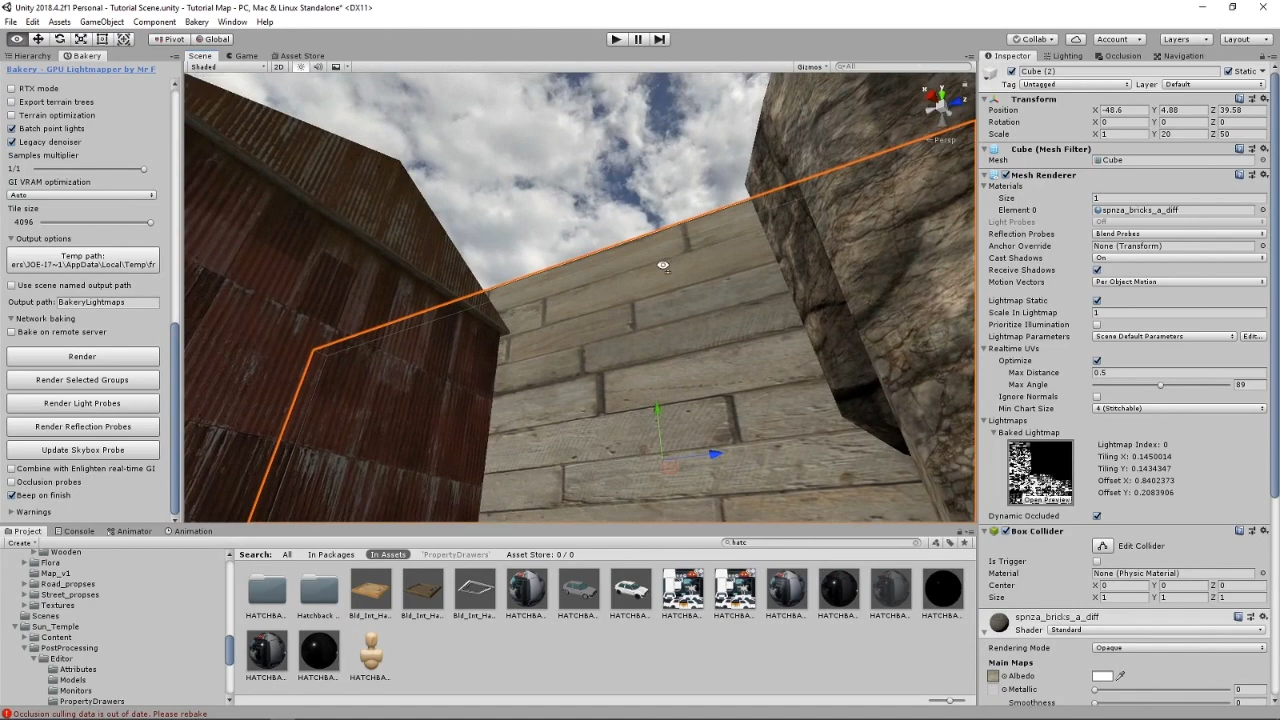 Unity 2018.4.2f1 Personal - Tutorial Scene.unity - Tutorial Map - PC, Mac & Linux Standalone* <DX11>
File Edit Assets GameObject Component Bakery Window Help
Pivot Global Collab Account Layers Layout
Hierarchy Bakery
Bakery - GPU Lightmapper by Mr F
RTX mode
Export terrain trees
Terrain optimization
Batch point lights
Legacy denoiser
Samples multiplier
1/1
GI VRAM optimization
Auto
Tile size
4096
Output options
Temp path:
ers\JOE-I7~1\AppData\Local\Temp\fr
Use scene named output path
Output path: BakeryLightmaps
Network baking
Bake on remote server
Render
Render Selected Groups
Render Light Probes
Render Reflection Probes
Update Skybox Probe
Combine with Enlighten real-time GI
Occlusion probes
Beep on finish
Warnings
Scene Game Asset Store
Shaded 2D Gizmos All
y
x
z
Persp
Inspector Lighting Occlusion Navigation
Cube (2) Static
Tag Untagged Layer Default
Transform
Position X -48.6 Y 4.88 Z 39.58
Rotation X 0 Y 0 Z 0
Scale X 1 Y 20 Z 50
Cube (Mesh Filter)
Mesh Cube
Mesh Renderer
Materials
Size 1
Element 0 spnza_bricks_a_diff
Light Probes Off
Reflection Probes Blend Probes
Anchor Override None (Transform)
Cast Shadows On
Receive Shadows
Motion Vectors Per Object Motion
Lightmap Static
Scale In Lightmap 1
Prioritize Illumination
Lightmap Parameters Scene Default Parameters Edit...
Realtime UVs
Optimize
Max Distance 0.5
Max Angle 89
Ignore Normals
Min Chart Size 4 (Stitchable)
Lightmaps
Baked Lightmap
Open Preview
Lightmap Index: 0
Tiling X: 0.1450014
Tiling Y: 0.1434347
Offset X: 0.8402373
Offset Y: 0.2083906
Dynamic Occluded
Box Collider
Edit Collider
Is Trigger
Material None (Physic Material)
Center X 0 Y 0 Z 0
Size X 1 Y 1 Z 1
spnza_bricks_a_diff
Shader Standard
Rendering Mode Opaque
Main Maps
Albedo
Metallic 0
Smoothness 0
Project Console Animator Animation
Create hatc
Wooden
Flora
Map_v1
Road_propses
Street_propses
Textures
Scenes
Sun_Temple
Content
PostProcessing
Editor
Attributes
Models
Monitors
PropertyDrawers
Search: All In Packages In Assets 'PropertyDrawers' Asset Store: 0 / 0
HATCHBA.. Hatchback .. Bld_Int_Ha.. Bld_Int_Ha.. Bld_Int_Ha.. HATCHBA.. HATCHBA.. HATCHBA.. HATCHBA.. HATCHBA.. HATCHBA.. HATCHBA.. HATCHBA.. HATCHBA..
HATCHBA.. HATCHBA.. HATCHBA..
Occlusion culling data is out of date. Please rebake